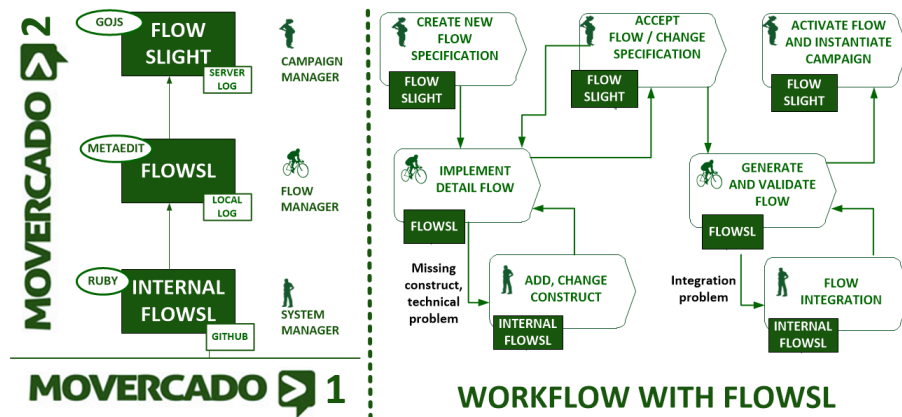 MOVERCADO 2
GOJS
FLOW
SLIGHT
SERVER
LOG
CAMPAIGN
MANAGER
METAEDIT
FLOWSL
LOCAL
LOG
FLOW
MANAGER
RUBY
INTERNAL
FLOWSL
GITHUB
SYSTEM
MANAGER
MOVERCADO 1
CREATE NEW
FLOW
SPECIFICATION
FLOW
SLIGHT
ACCEPT
FLOW / CHANGE
SPECIFICATION
FLOW
SLIGHT
ACTIVATE FLOW
AND INSTANTIATE
CAMPAIGN
FLOW
SLIGHT
IMPLEMENT
DETAIL FLOW
FLOWSL
GENERATE
AND VALIDATE
FLOW
FLOWSL
Missing
construct,
technical
problem
ADD, CHANGE
CONSTRUCT
INTERNAL
FLOWSL
Integration
problem
FLOW
INTEGRATION
INTERNAL
FLOWSL
WORKFLOW WITH FLOWSL